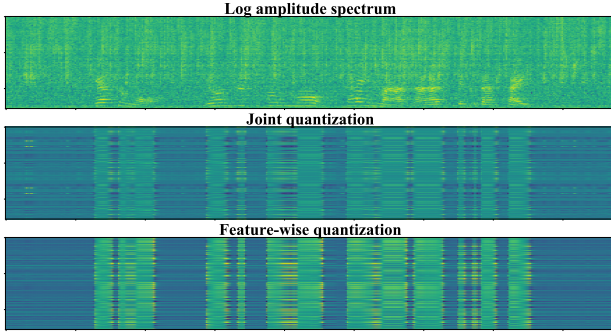 Log amplitude spectrum
Joint quantization
Feature-wise quantization